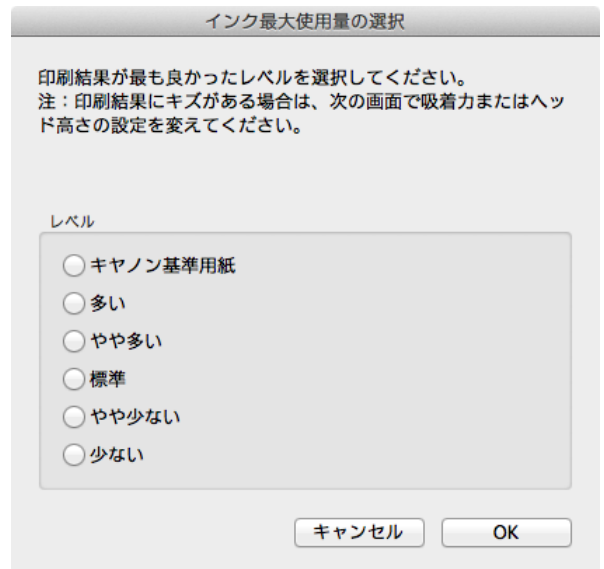 インク最大使用量の選択
印刷結果が最も良かったレベルを選択してください。
注：印刷結果にキズがある場合は、次の画面で吸着力またはヘッ
ド高さの設定を変えてください。
レベル
キヤノン基準用紙
多い
やや多い
標準
やや少ない
少ない
キャンセル OK